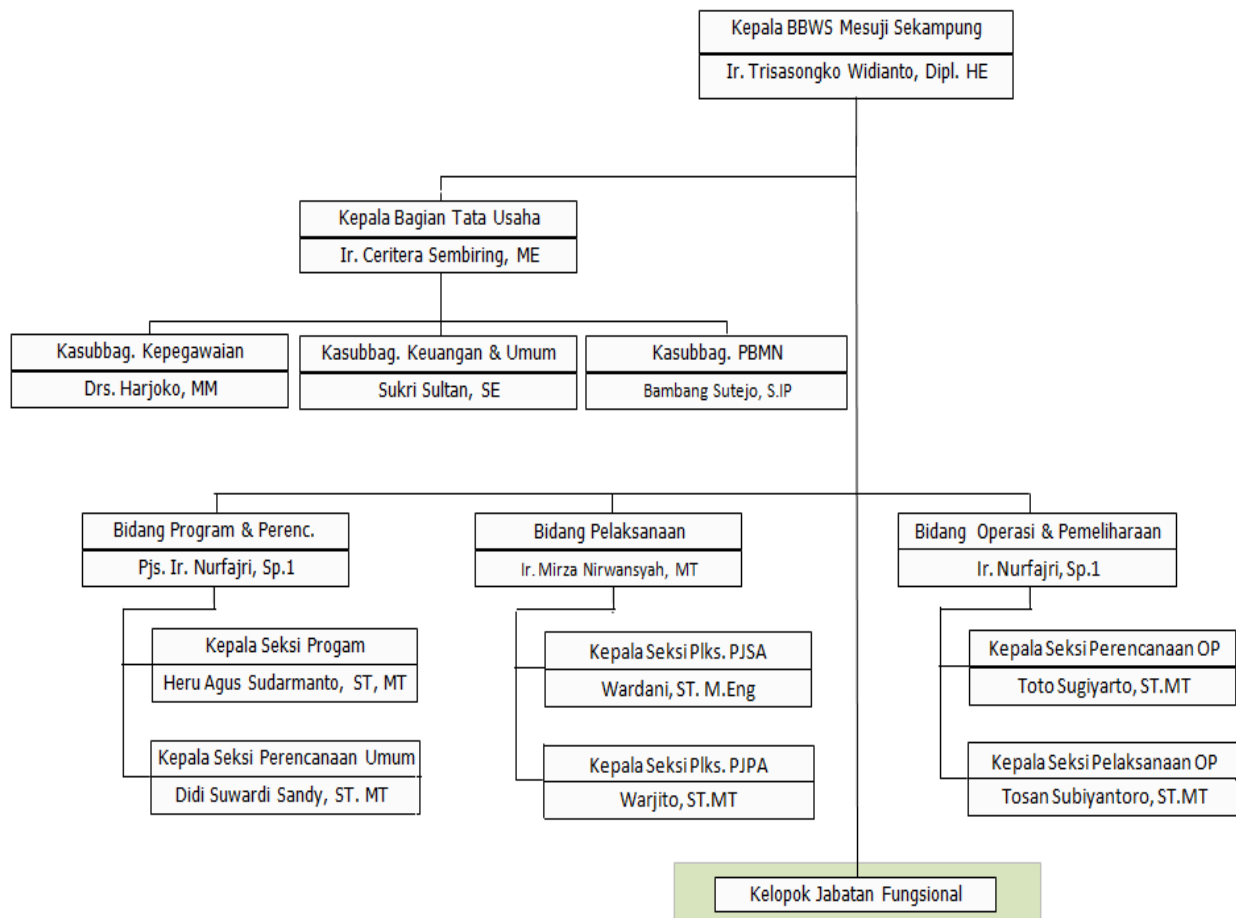 Kepala BBWS Mesuji Sekampung
Ir. Trisasongko Widianto, Dipl. HE
Kepala Bagian Tata Usaha
Ir. Ceritera Sembiring, ME
Kasubbag. Kepegawaian
Drs. Harjoko, MM
Kasubbag. Keuangan & Umum
Sukri Sultan, SE
Kasubbag. PBMN
Bambang Sutejo, S.IP
Bidang Program & Perenc.
Pjs. Ir. Nurfajri, Sp.1
Kepala Seksi Progam
Heru Agus Sudarmanto, ST, MT
Kepala Seksi Perencanaan Umum
Didi Suwardi Sandy, ST. MT
Bidang Pelaksanaan
Ir. Mirza Nirwansyah, MT
Kepala Seksi Plks. PJSA
Wardani, ST. M.Eng
Kepala Seksi Plks. PJPA
Warjito, ST.MT
Bidang Operasi & Pemeliharaan
Ir. Nurfajri, Sp.1
Kepala Seksi Perencanaan OP
Toto Sugiyarto, ST.MT
Kepala Seksi Pelaksanaan OP
Tosan Subiyantoro, ST.MT
Kelopok Jabatan Fungsional